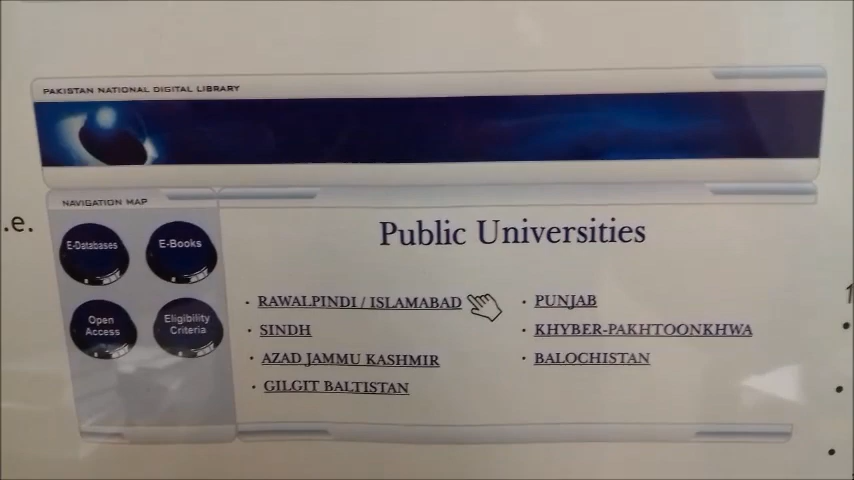 PAKISTAN NATIONAL DIGITAL LIBRARY
NAVIGATION MAP
.e.
E-Databases
E-Books
Open
Access
Eligibility
Criteria
Public Universities
• RAWALPINDI / ISLAMABAD
• PUNJAB
• SINDH
• KHYBER-PAKHTOONKHWA
• AZAD JAMMU KASHMIR
• BALOCHISTAN
• GILGIT BALTISTAN